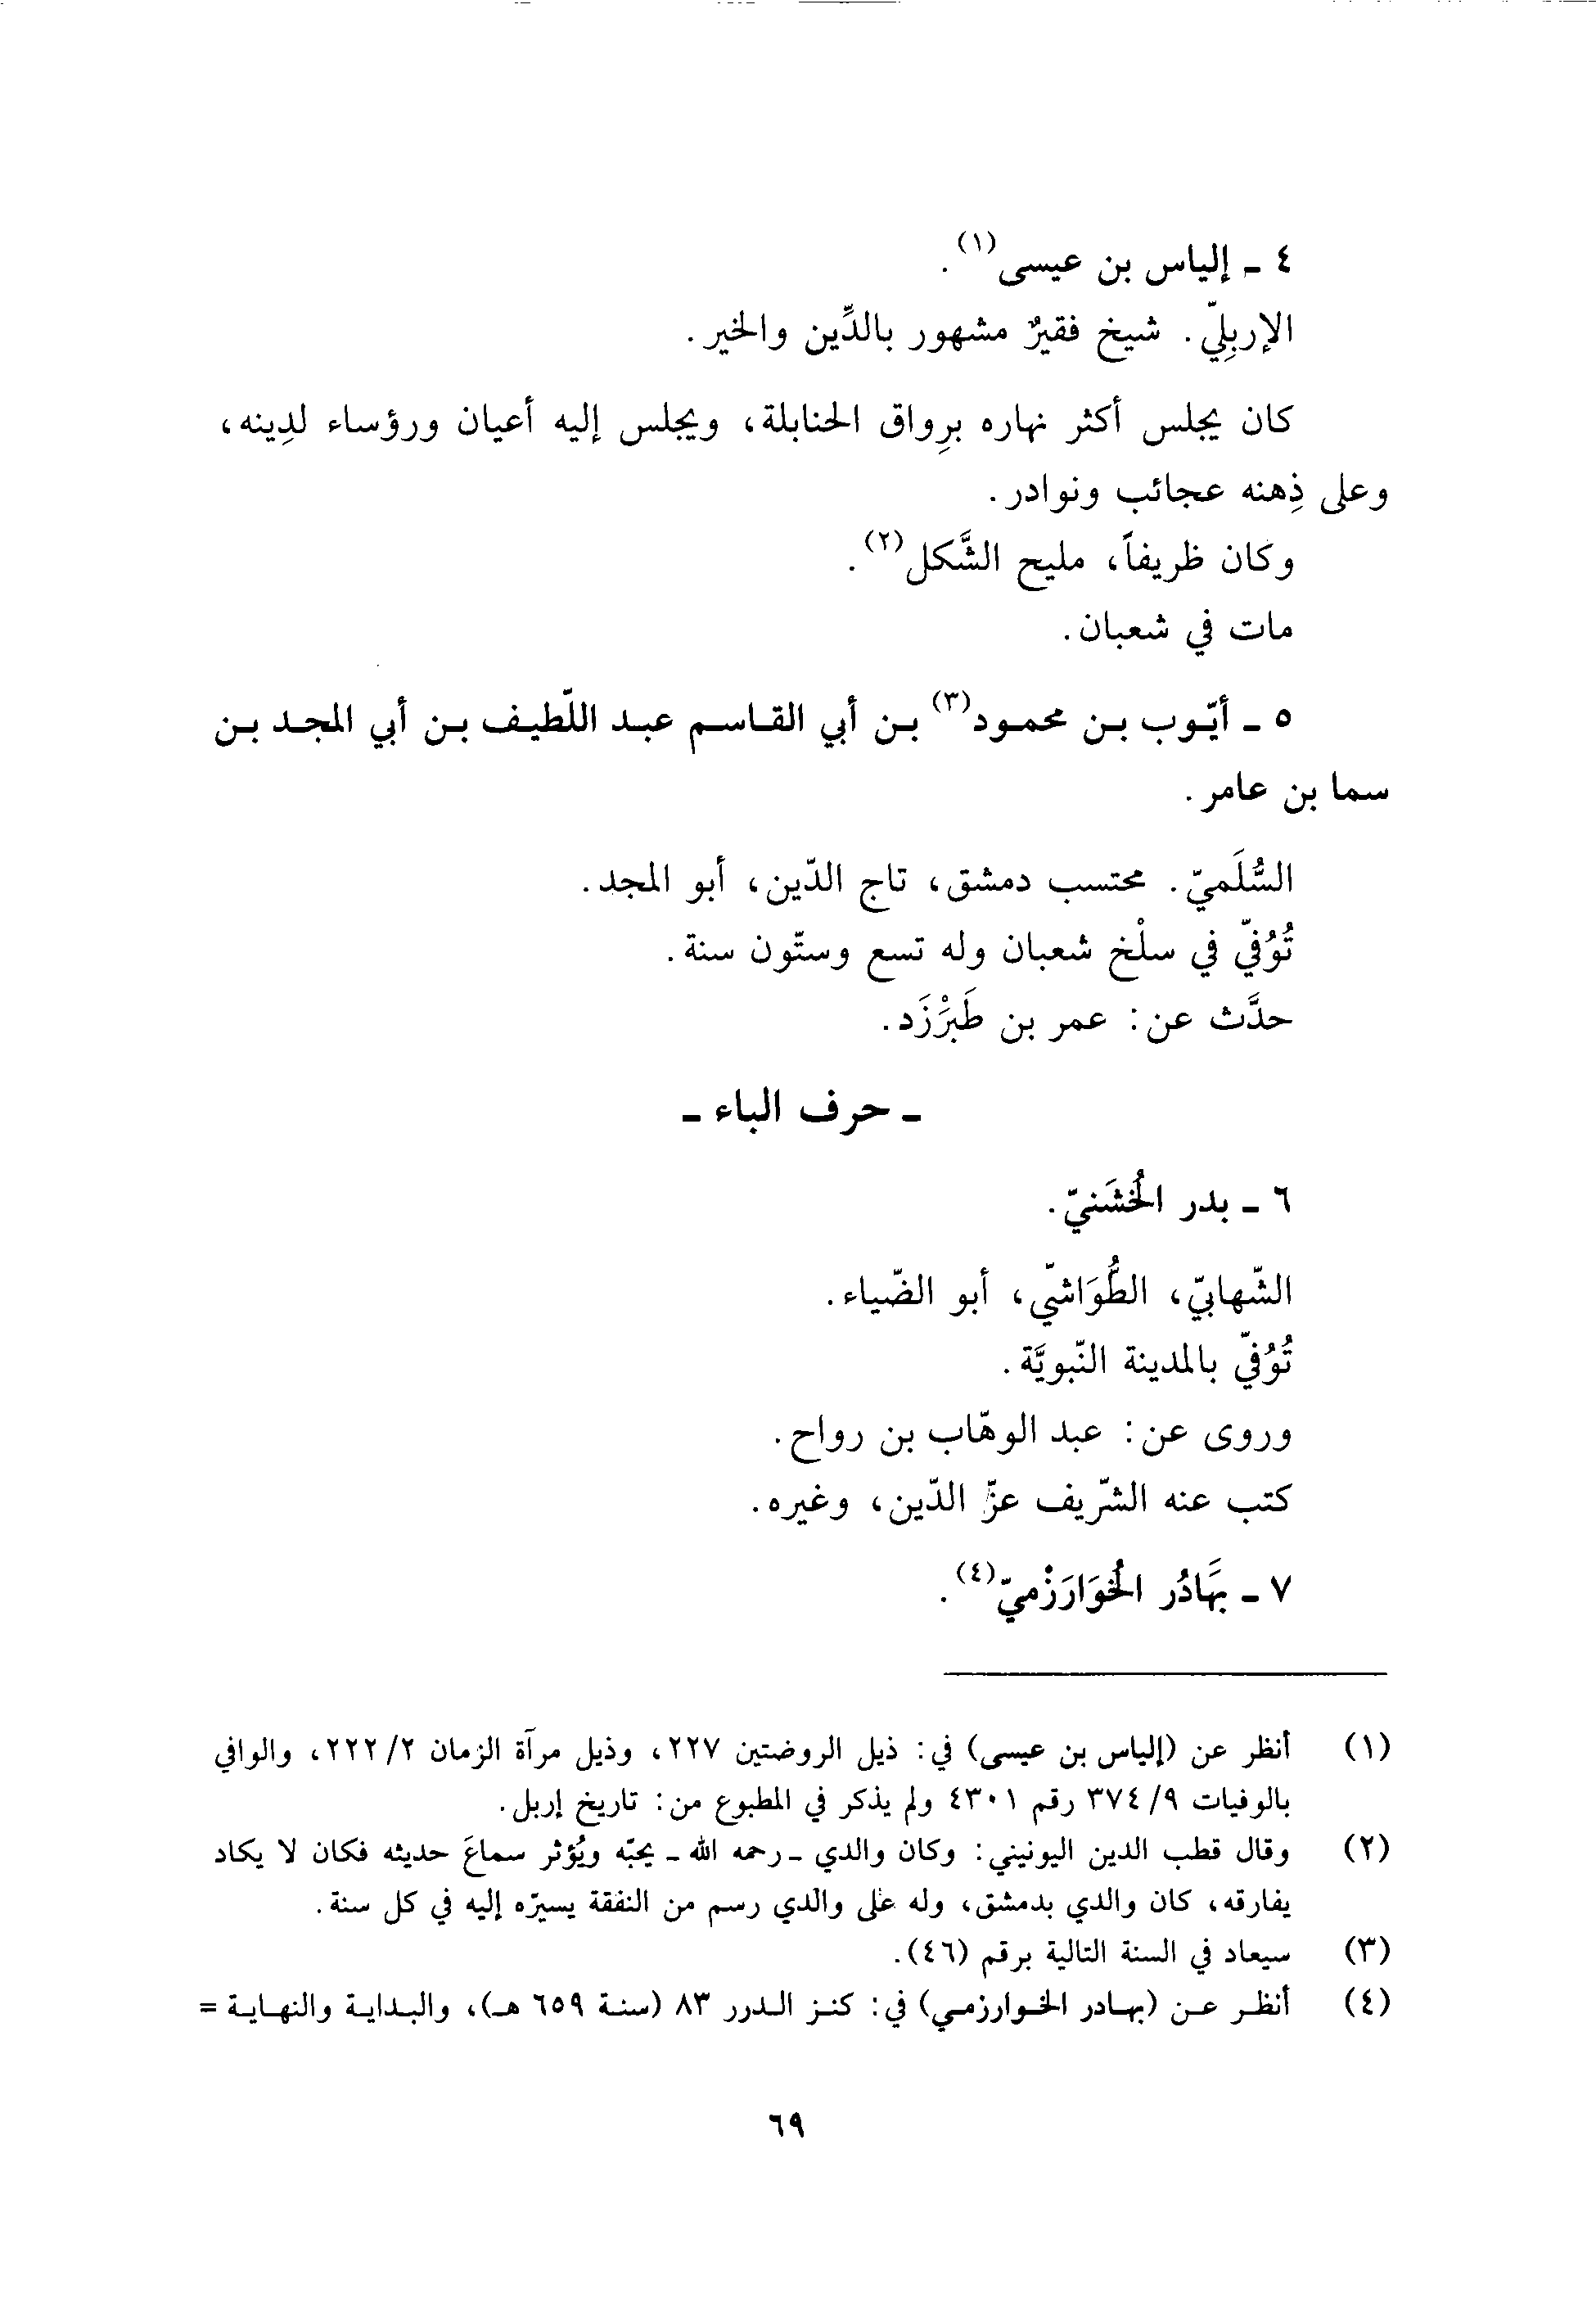 ٤ ـ إلياس بن عيسى(١).
الإربِليّ. شيخ فقيرٌ مشهور بالدِّين والخير.
كان يجلس أكثر نهاره برِواق الحنابلة، ويجلس إليه أعيان ورؤساء لدِينه،
وعلى ذِهنه عجائب ونوادر.
وكان ظريفاً، مليح الشَّكل(٢).
مات في شعبان.
٥ ـ أيّوب بن محمود(٣) بن أبي القاسم عبد اللّطيف بن أبي المجد بن
سما بن عامر.
السُّلَميّ. محتسب دمشق، تاج الدّين، أبو المجد.
تُوُفّي في سلْخ شعبان وله تسع وستّون سنة.
حدَّث عن: عمر بن طَبَرْزَد.
ـ حرف الباء ـ
٦ ـ بدر الخُشَنيّ.
الشّهابيّ، الطُّوَاشّي، أبو الضّياء.
تُوُفّي بالمدينة النّبويَّة.
وروى عن: عبد الوهّاب بن رواح.
كتب عنه الشّريف عزّ الدّين، وغيره.
٧ ـ بَهَادُر الخُوَارَزْميّ(٤).
(١) أنظر عن (إلياس بن عيسى) في: ذيل الروضتين ٢٢٧، وذيل مرآة الزمان ٢/ ٢٢٢، والوافي
بالوفيات ٩/ ٣٧٤ رقم ٤٣٠١ ولم يذكر في المطبوع من: تاريخ إربل.
(٢) وقال قطب الدين اليونيني: وكان والدي ـ رحمه الله ـ يحبّه ويُؤثر سماعَ حديثه فكان لا يكاد
يفارقه، كان والدي بدمشق، وله على والدي رسم من النفقة يسيّره إليه في كل سنة.
(٣) سيعاد في السنة التالية برقم (٤٦).
(٤) أنظر عن (بهادر الخوارزمي) في: كنز الدرر ٨٣ (سنة ٦٥٩ هـ)، والبداية والنهاية =
٦٩